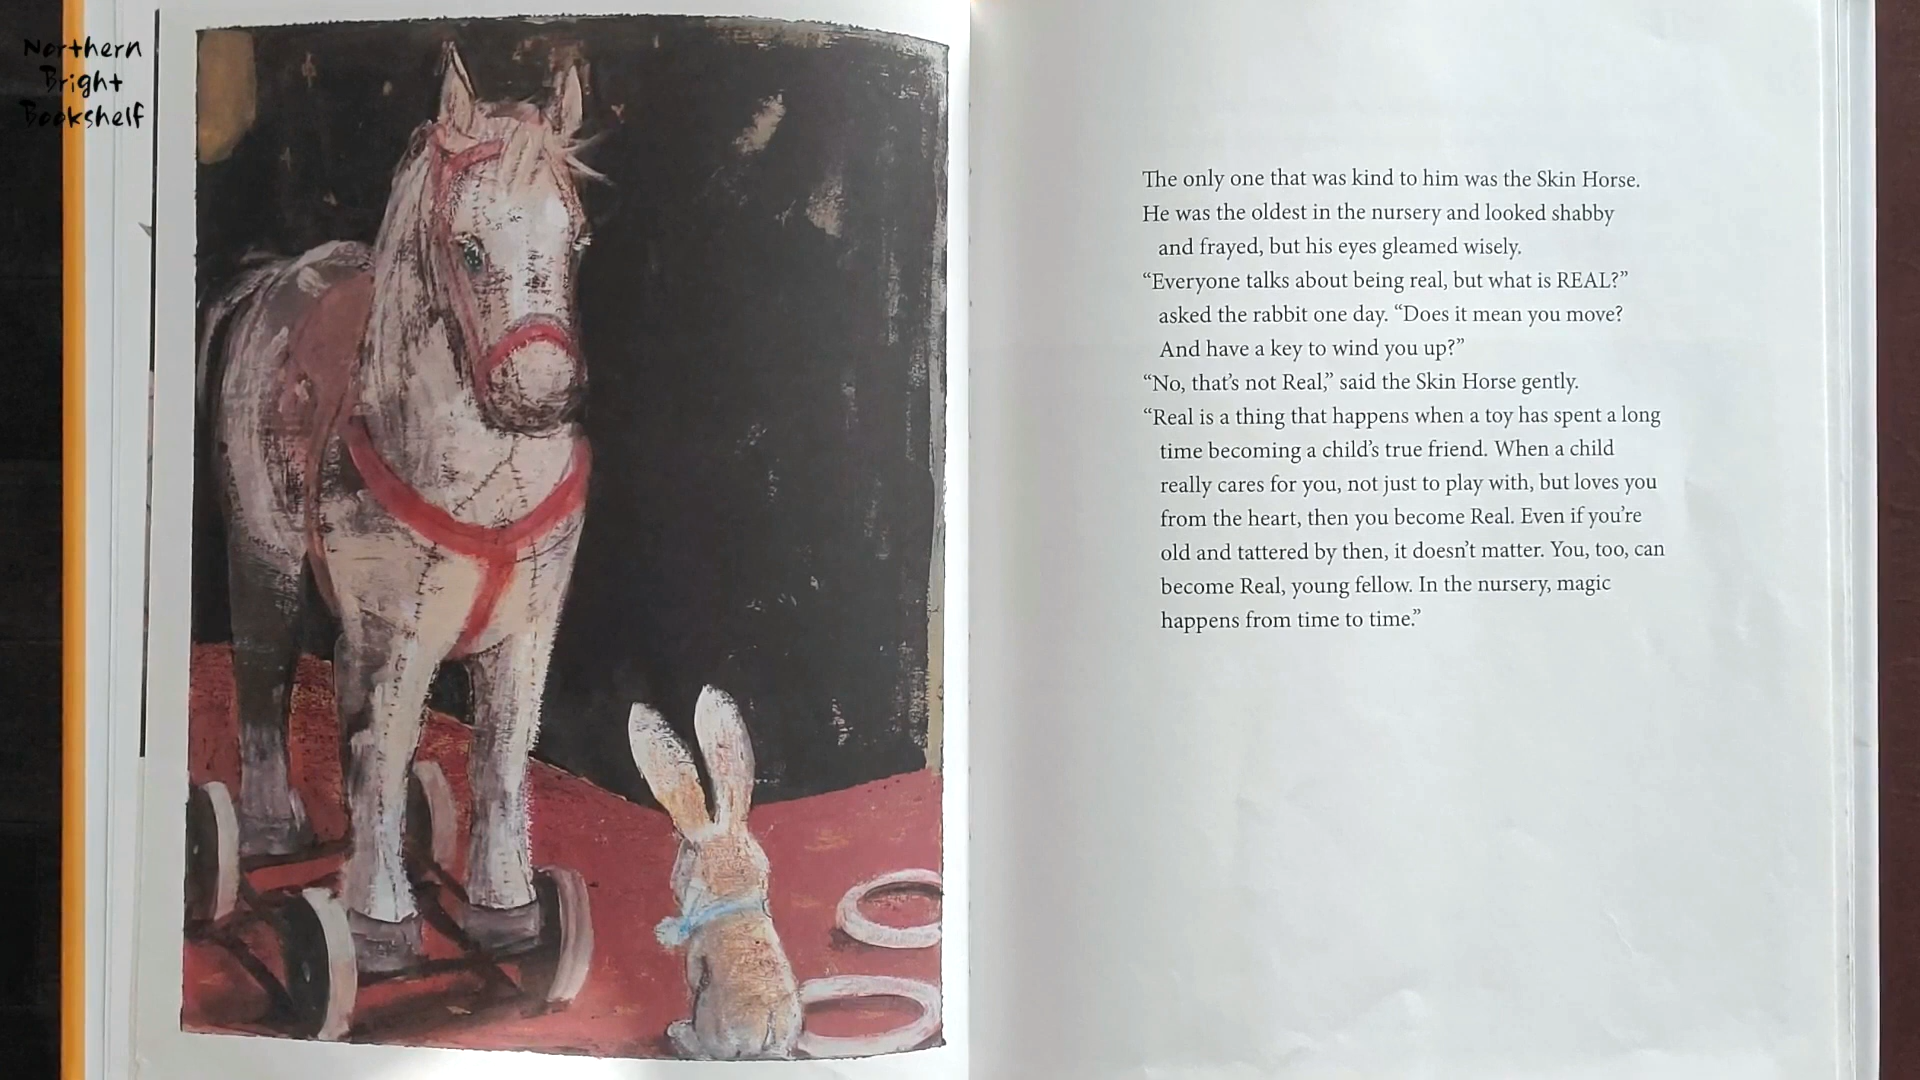 Northern
Bright
Bookshelf
The only one that was kind to him was the Skin Horse.
He was the oldest in the nursery and looked shabby
and frayed, but his eyes gleamed wisely.
“Everyone talks about being real, but what is REAL?”
asked the rabbit one day. “Does it mean you move?
And have a key to wind you up?”
“No, that’s not Real,” said the Skin Horse gently.
“Real is a thing that happens when a toy has spent a long
time becoming a child’s true friend. When a child
really cares for you, not just to play with, but loves you
from the heart, then you become Real. Even if you’re
old and tattered by then, it doesn’t matter. You, too, can
become Real, young fellow. In the nursery, magic
happens from time to time.”